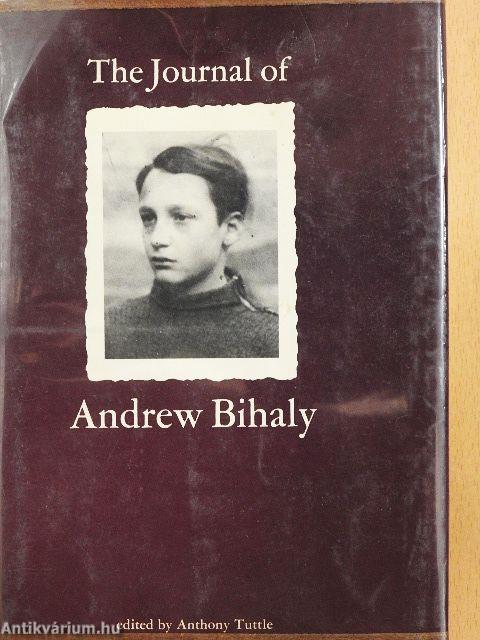 The Journal of
Andrew Bihaly
edited by Anthony Tuttle
Antikvárium.hu